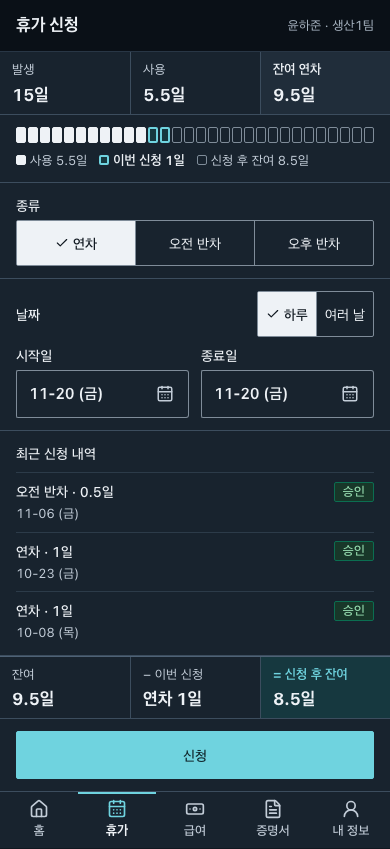 휴가 신청
윤하준 · 생산1팀
발생
15일
사용
5.5일
잔여 연차
9.5일
사용 5.5일
이번 신청 1일
신청 후 잔여 8.5일
종류
연차
오전 반차
오후 반차
날짜
하루
여러 날
시작일
11-20 (금)
종료일
11-20 (금)
최근 신청 내역
오전 반차 · 0.5일
11-06 (금)
승인
연차 · 1일
10-23 (금)
승인
연차 · 1일
10-08 (목)
승인
잔여
9.5일
− 이번 신청
연차 1일
= 신청 후 잔여
8.5일
신청
홈
휴가
급여
증명서
내 정보